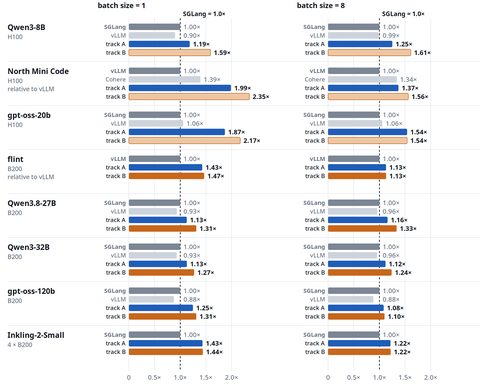 batch size = 1
batch size = 8
SGLang = 1.0×
SGLang = 1.0×
Qwen3-8B
H100
SGLang 1.00×
vLLM 0.90×
track A 1.19×
track B 1.59×
SGLang 1.00×
vLLM 0.99×
track A 1.25×
track B 1.61×
North Mini Code
H100
relative to vLLM
vLLM 1.00×
Cohere 1.39×
track A 1.99×
track B 2.35×
vLLM 1.00×
Cohere 1.34×
track A 1.37×
track B 1.56×
gpt-oss-20b
H100
SGLang 1.00×
vLLM 1.06×
track A 1.87×
track B 2.17×
SGLang 1.00×
vLLM 1.06×
track A 1.54×
track B 1.54×
flint
B200
relative to vLLM
vLLM 1.00×
track A 1.43×
track B 1.47×
vLLM 1.00×
track A 1.13×
track B 1.13×
Qwen3.8-27B
B200
SGLang 1.00×
vLLM 0.93×
track A 1.13×
track B 1.31×
SGLang 1.00×
vLLM 0.96×
track A 1.16×
track B 1.33×
Qwen3-32B
B200
SGLang 1.00×
vLLM 0.93×
track A 1.13×
track B 1.27×
SGLang 1.00×
vLLM 0.96×
track A 1.12×
track B 1.24×
gpt-oss-120b
B200
SGLang 1.00×
vLLM 0.88×
track A 1.25×
track B 1.31×
SGLang 1.00×
vLLM 0.88×
track A 1.08×
track B 1.10×
Inkling-2-Small
4 × B200
SGLang 1.00×
track A 1.43×
track B 1.44×
SGLang 1.00×
track A 1.22×
track B 1.22×
0 0.5× 1.0× 1.5× 2.0×
0 0.5× 1.0× 1.5× 2.0×